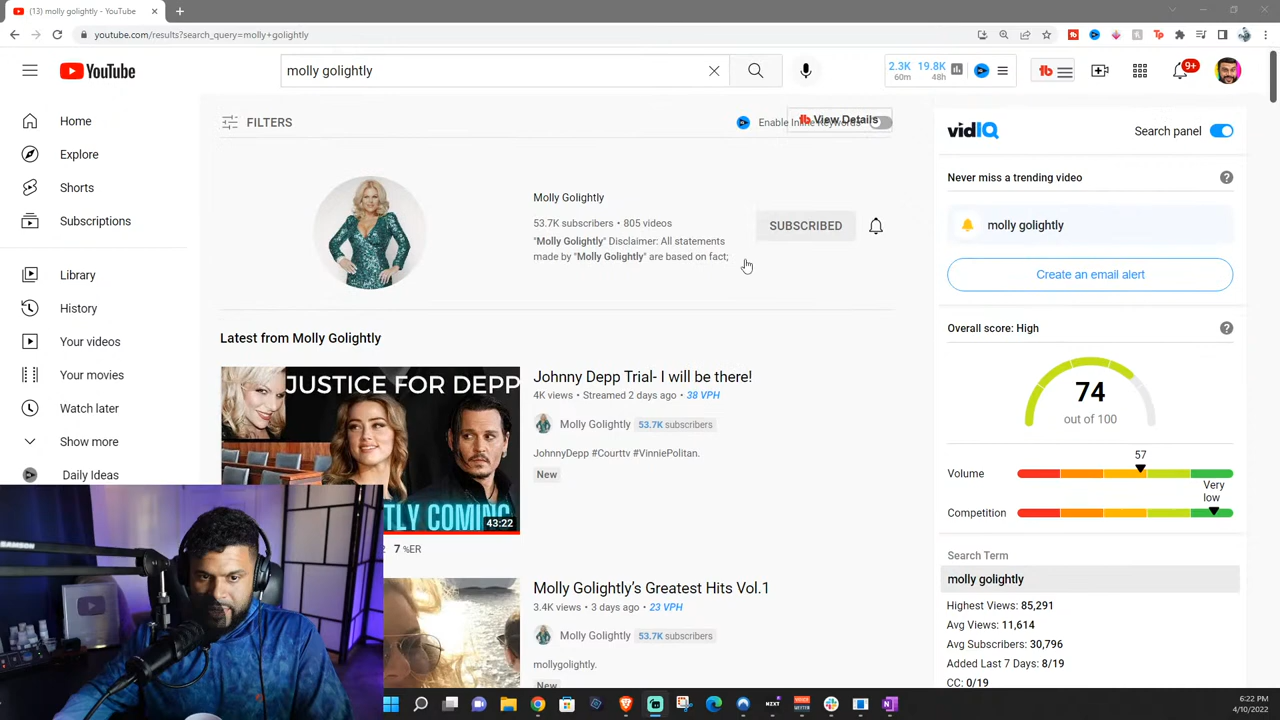 (13) molly golightly - YouTube
youtube.com/results?search_query=molly+golightly
YouTube
molly golightly
2.3K 19.8K
60m 48h
9+
Home
Explore
Shorts
Subscriptions
Library
History
Your videos
Your movies
Watch later
Show more
Daily Ideas
FILTERS
Enable Inline Keywords
View Details
Molly Golightly
53.7K subscribers • 805 videos
"Molly Golightly" Disclaimer: All statements
made by "Molly Golightly" are based on fact;
SUBSCRIBED
Latest from Molly Golightly
JUSTICE FOR DEPP
TLY COMING
43:22
7 %ER
Johnny Depp Trial- I will be there!
4K views • Streamed 2 days ago • 38 VPH
Molly Golightly 53.7K subscribers
JohnnyDepp #Courttv #VinniePolitan.
New
Molly Golightly's Greatest Hits Vol.1
3.4K views • 3 days ago • 23 VPH
Molly Golightly 53.7K subscribers
mollygolightly.
New
vidIQ
Search panel
Never miss a trending video
molly golightly
Create an email alert
Overall score: High
74
out of 100
57
Volume
Very
low
Competition
Search Term
molly golightly
Highest Views: 85,291
Avg Views: 11,614
Avg Subscribers: 30,796
Added Last 7 Days: 8/19
CC: 0/19
SAMSON
NZXT
6:22 PM
4/10/2022